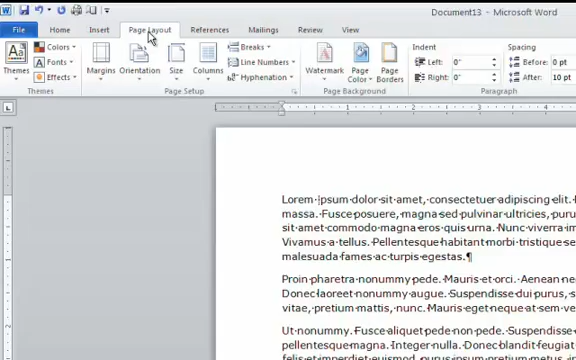 Document13 - Microsoft Word
File Home Insert Page Layout References Mailings Review View
Themes
Colors
Fonts
Effects
Themes
Margins Orientation Size Columns
Breaks
Line Numbers
Hyphenation
Page Setup
Watermark Page Color Page Borders
Page Background
Indent
Left: 0"
Right: 0"
Spacing
Before: 0 pt
After: 10 pt
Paragraph
Lorem·ipsum·dolor·sit·amet,·consectetuer·adipiscing·elit.
massa.·Fusce·posuere,·magna·sed·pulvinar·ultricies,·puru
sit·amet·commodo·magna·eros·quis·urna.·Nunc·viverra·im
Vivamus·a·tellus.·Pellentesque·habitant·morbi·tristique·se
malesuada·fames·ac·turpis·egestas.¶
Proin·pharetra·nonummy·pede.·Mauris·et·orci.·Aenean·ne
Donec·laoreet·nonummy·augue.·Suspendisse·dui·purus,·s
vitae,·pretium·mattis,·nunc.·Mauris·eget·neque·at·sem·ve
Ut·nonummy.·Fusce·aliquet·pede·non·pede.·Suspendisse
pellentesque·magna.·Integer·nulla.·Donec·blandit·feugiat